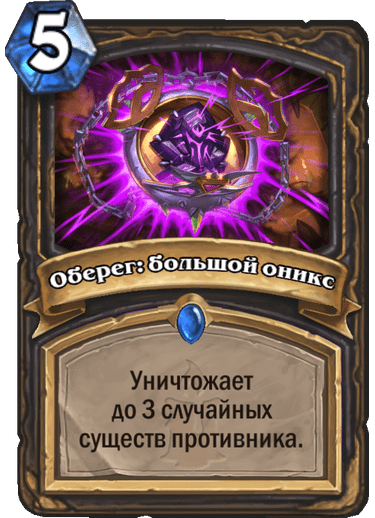 5
Оберег: большой оникс
Уничтожает
до 3 случайных
существ противника.